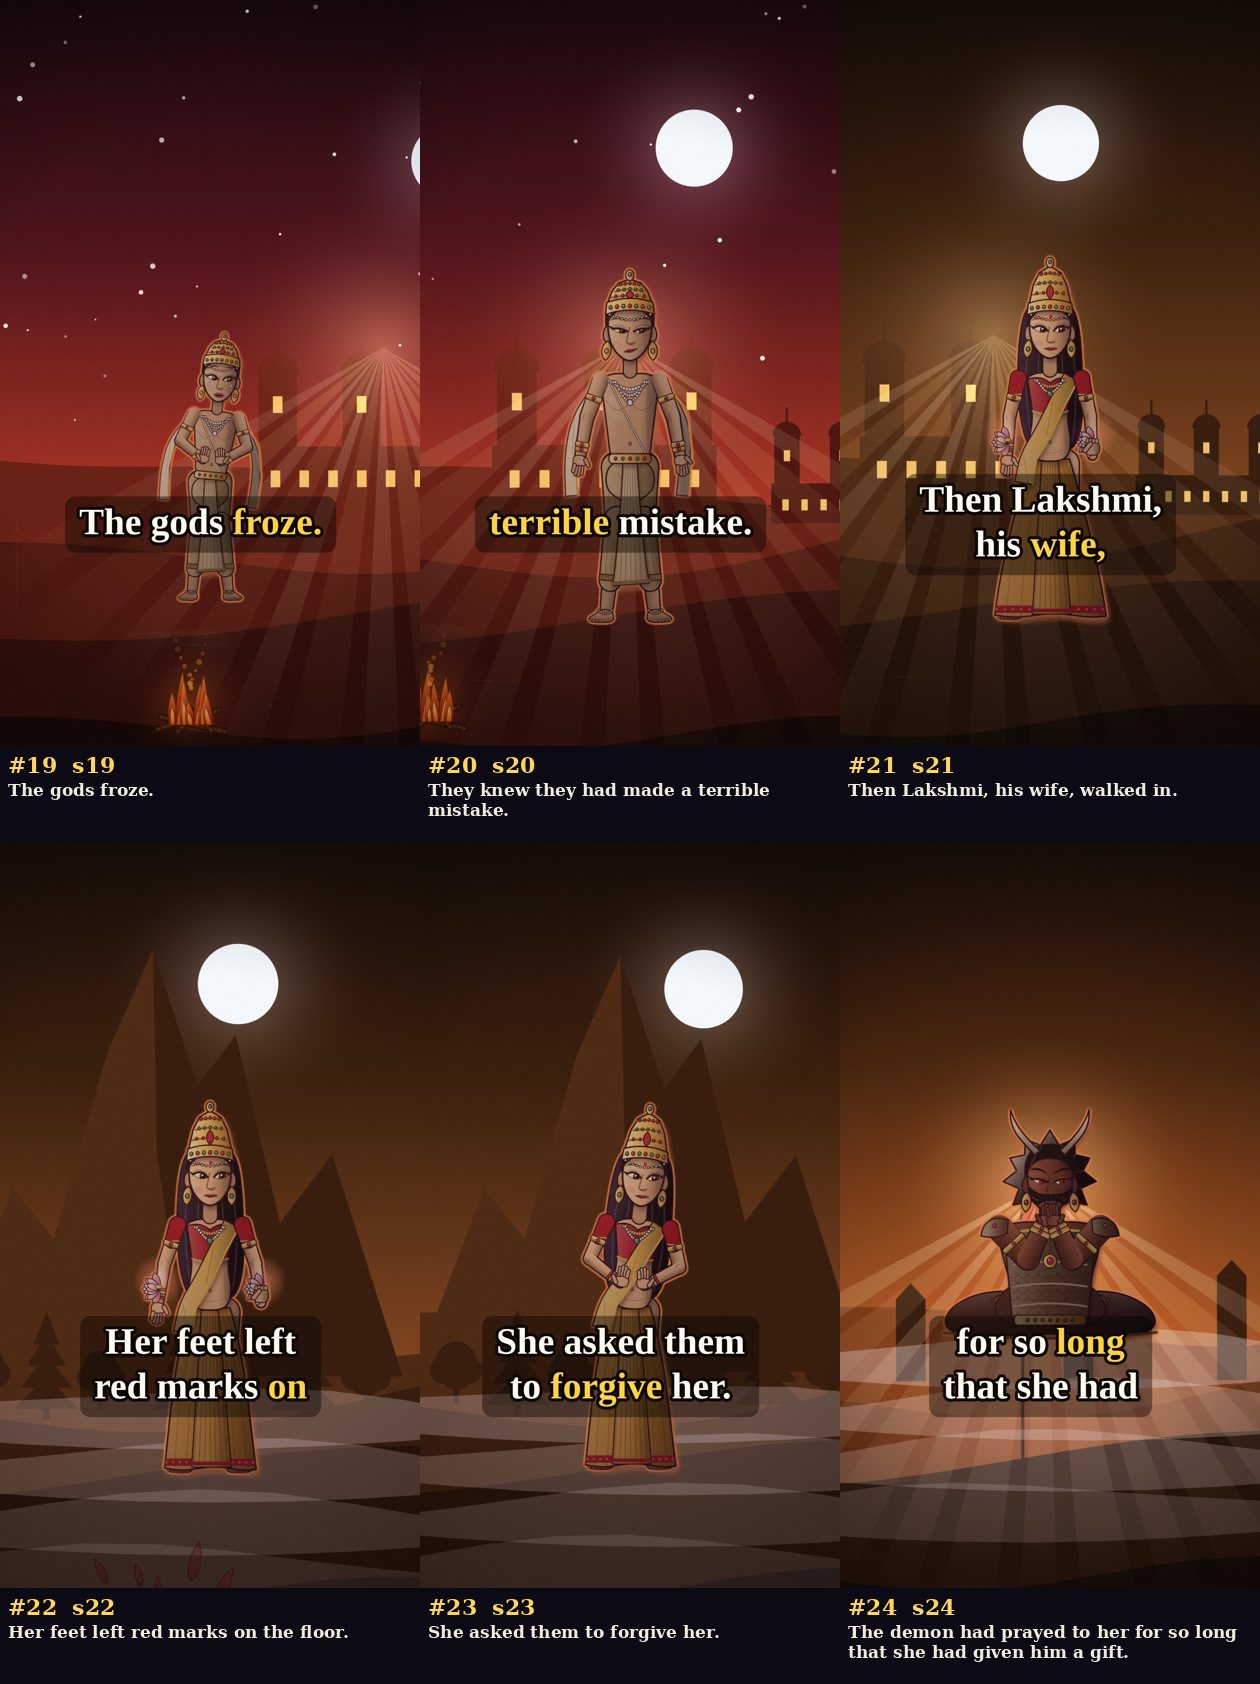 The gods froze.
#19 s19
The gods froze.
terrible mistake.
#20 s20
They knew they had made a terrible
mistake.
Then Lakshmi,
his wife,
#21 s21
Then Lakshmi, his wife, walked in.
Her feet left
red marks on
#22 s22
Her feet left red marks on the floor.
She asked them
to forgive her.
#23 s23
She asked them to forgive her.
for so long
that she had
#24 s24
The demon had prayed to her for so long
that she had given him a gift.